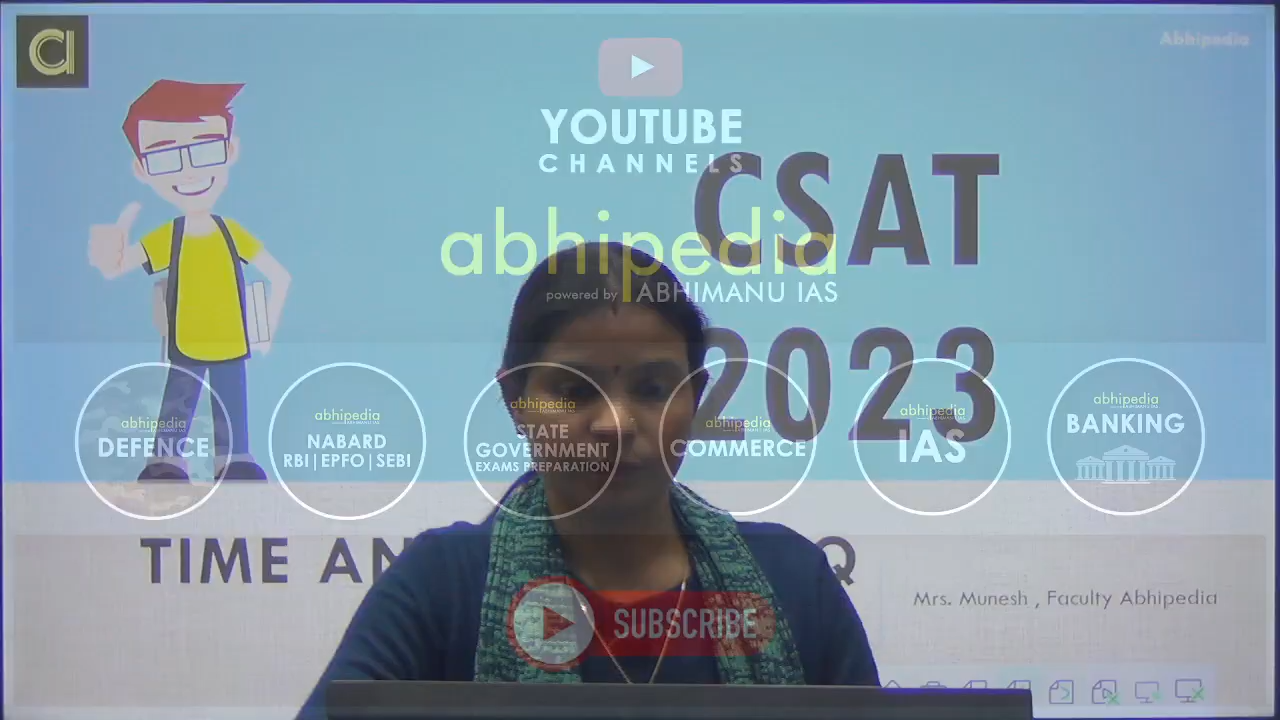 Abhipedia
YOUTUBE
CHANNELS
CSAT
abhipedia
powered by ABHIMANU IAS
2023
abhipedia
DEFENCE
abhipedia
NABARD
RBI|EPFO|SEBI
abhipedia
STATE
GOVERNMENT
EXAMS PREPARATION
abhipedia
COMMERCE
abhipedia
IAS
abhipedia
BANKING
TIME AN
Q
Mrs. Munesh , Faculty Abhipedia
SUBSCRIBE